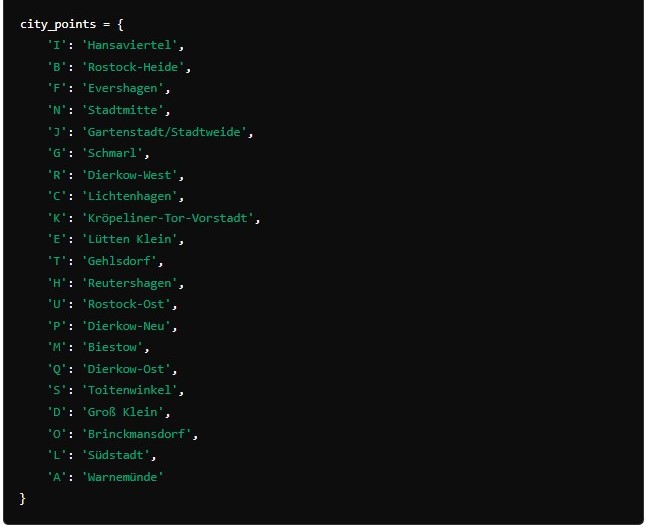 city_points = {
    'I': 'Hansaviertel',
    'B': 'Rostock-Heide',
    'F': 'Evershagen',
    'N': 'Stadtmitte',
    'J': 'Gartenstadt/Stadtweide',
    'G': 'Schmarl',
    'R': 'Dierkow-West',
    'C': 'Lichtenhagen',
    'K': 'Kröpeliner-Tor-Vorstadt',
    'E': 'Lütten Klein',
    'T': 'Gehlsdorf',
    'H': 'Reutershagen',
    'U': 'Rostock-Ost',
    'P': 'Dierkow-Neu',
    'M': 'Biestow',
    'Q': 'Dierkow-Ost',
    'S': 'Toitenwinkel',
    'D': 'Groß Klein',
    'O': 'Brinckmansdorf',
    'L': 'Südstadt',
    'A': 'Warnemünde'
}